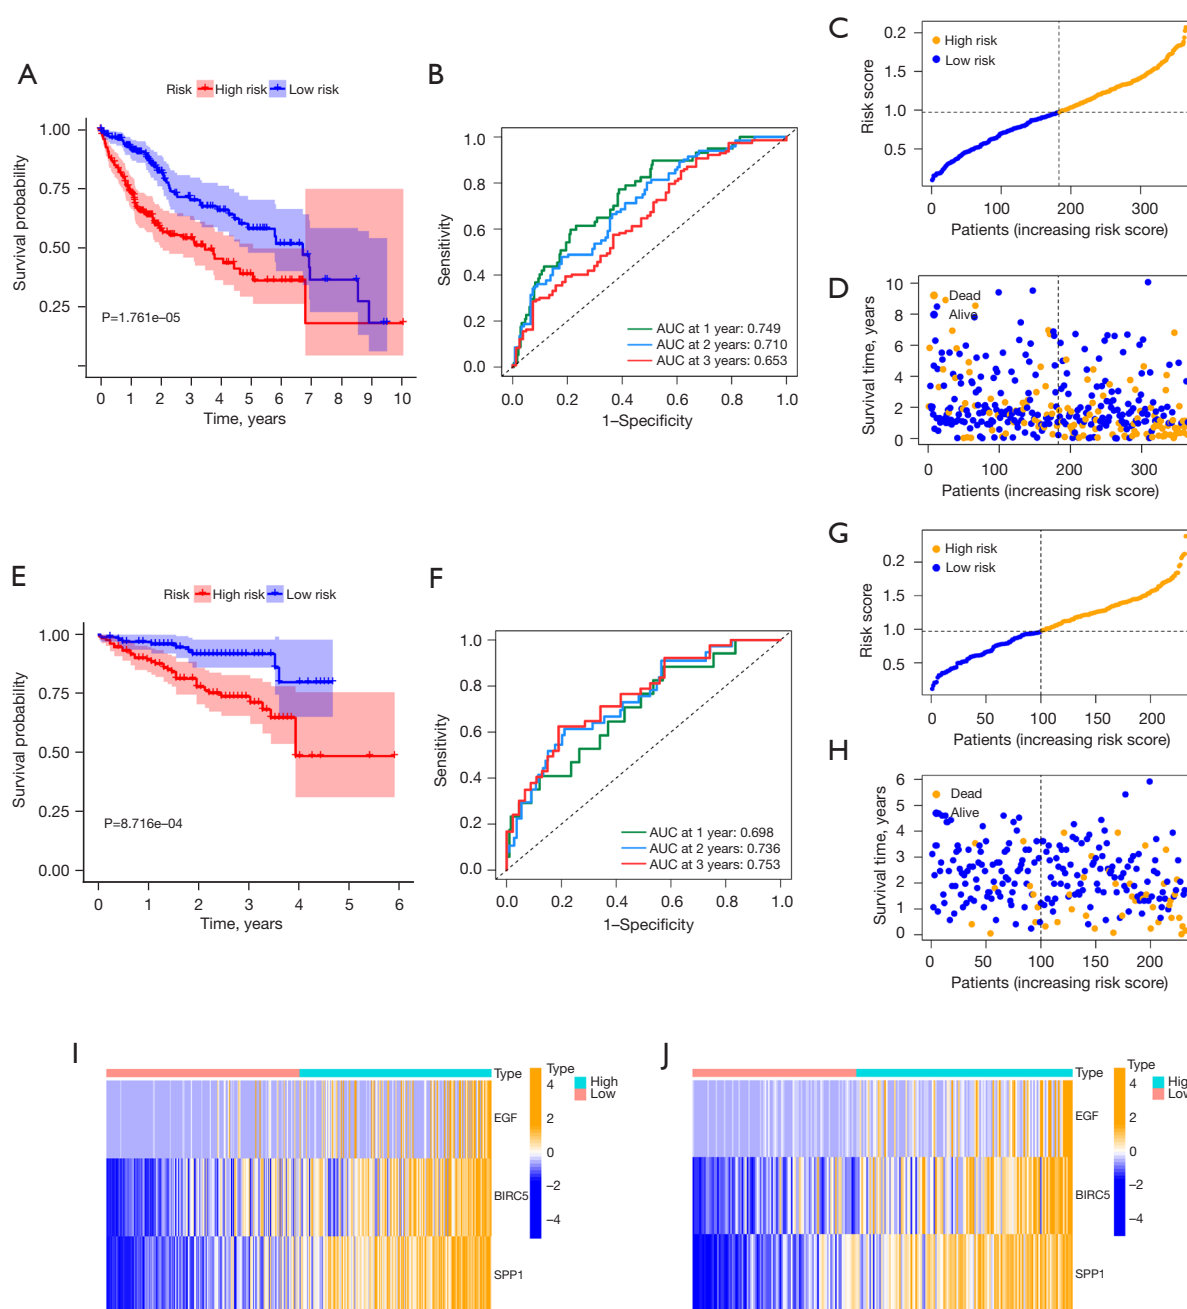 A
Risk High risk Low risk
Survival probability
1.00
0.75
0.50
0.25
P=1.761e–05
0 1 2 3 4 5 6 7 8 9 10
Time, years
B
Sensitivity
1.0
0.8
0.6
0.4
0.2
0.0
AUC at 1 year: 0.749
AUC at 2 years: 0.710
AUC at 3 years: 0.653
0.0 0.2 0.4 0.6 0.8 1.0
1–Specificity
C
Risk score
0.2
1.5
1.0
0.5
High risk
Low risk
0 100 200 300
Patients (increasing risk score)
D
Survival time, years
10
8
6
4
2
0
Dead
Alive
0 100 200 300
Patients (increasing risk score)
E
Risk High risk Low risk
Survival probability
1.00
0.75
0.50
0.25
0.00
P=8.716e–04
0 1 2 3 4 5 6
Time, years
F
Sensitivity
1.0
0.8
0.6
0.4
0.2
0.0
AUC at 1 year: 0.698
AUC at 2 years: 0.736
AUC at 3 years: 0.753
0.0 0.2 0.4 0.6 0.8 1.0
1–Specificity
G
Risk score
0.2
1.5
1.0
0.5
High risk
Low risk
0 50 100 150 200
Patients (increasing risk score)
H
Survival time, years
6
5
4
3
2
1
0
Dead
Alive
0 50 100 150 200
Patients (increasing risk score)
I
Type
EGF
BIRC5
SPP1
Type
4
2
0
−2
−4
High
Low
J
Type
EGF
BIRC5
SPP1
Type
4
2
0
−2
−4
Low